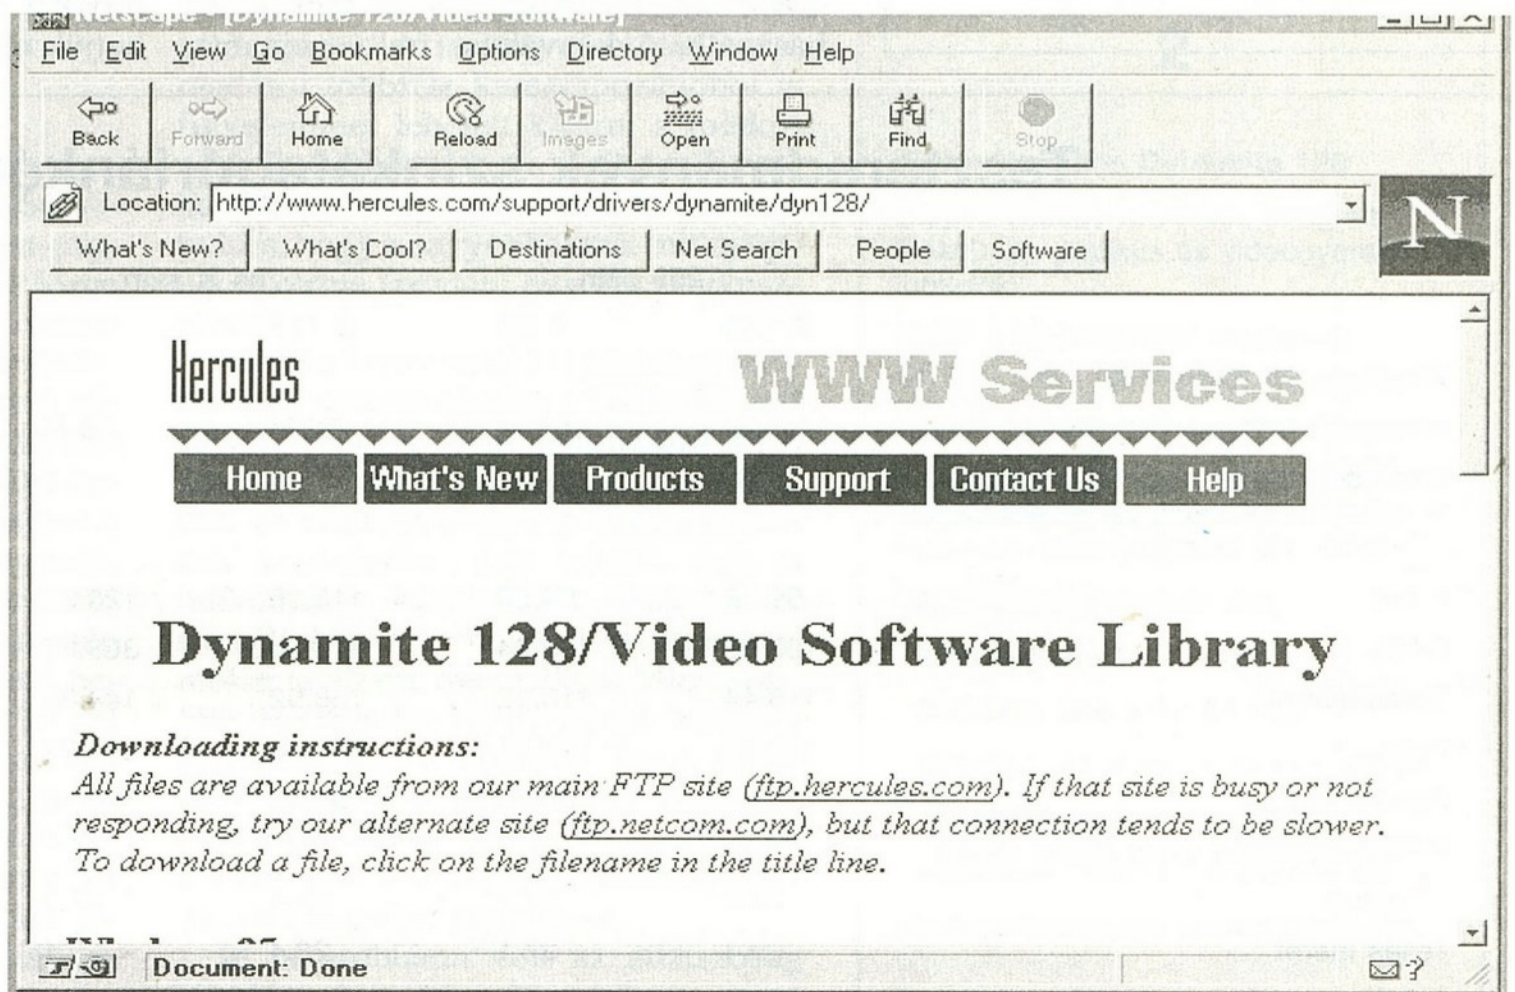 Netscape - [Dynamite 128/Video Software]
File Edit View Go Bookmarks Options Directory Window Help
Back Forward Home Reload Images Open Print Find Stop
Location: http://www.hercules.com/support/drivers/dynamite/dyn128/
N
What's New? What's Cool? Destinations Net Search People Software
Hercules WWW Services
Home What's New Products Support Contact Us Help
Dynamite 128/Video Software Library
Downloading instructions:
All files are available from our main FTP site (ftp.hercules.com). If that site is busy or not
responding, try our alternate site (ftp.netcom.com), but that connection tends to be slower.
To download a file, click on the filename in the title line.
Document: Done